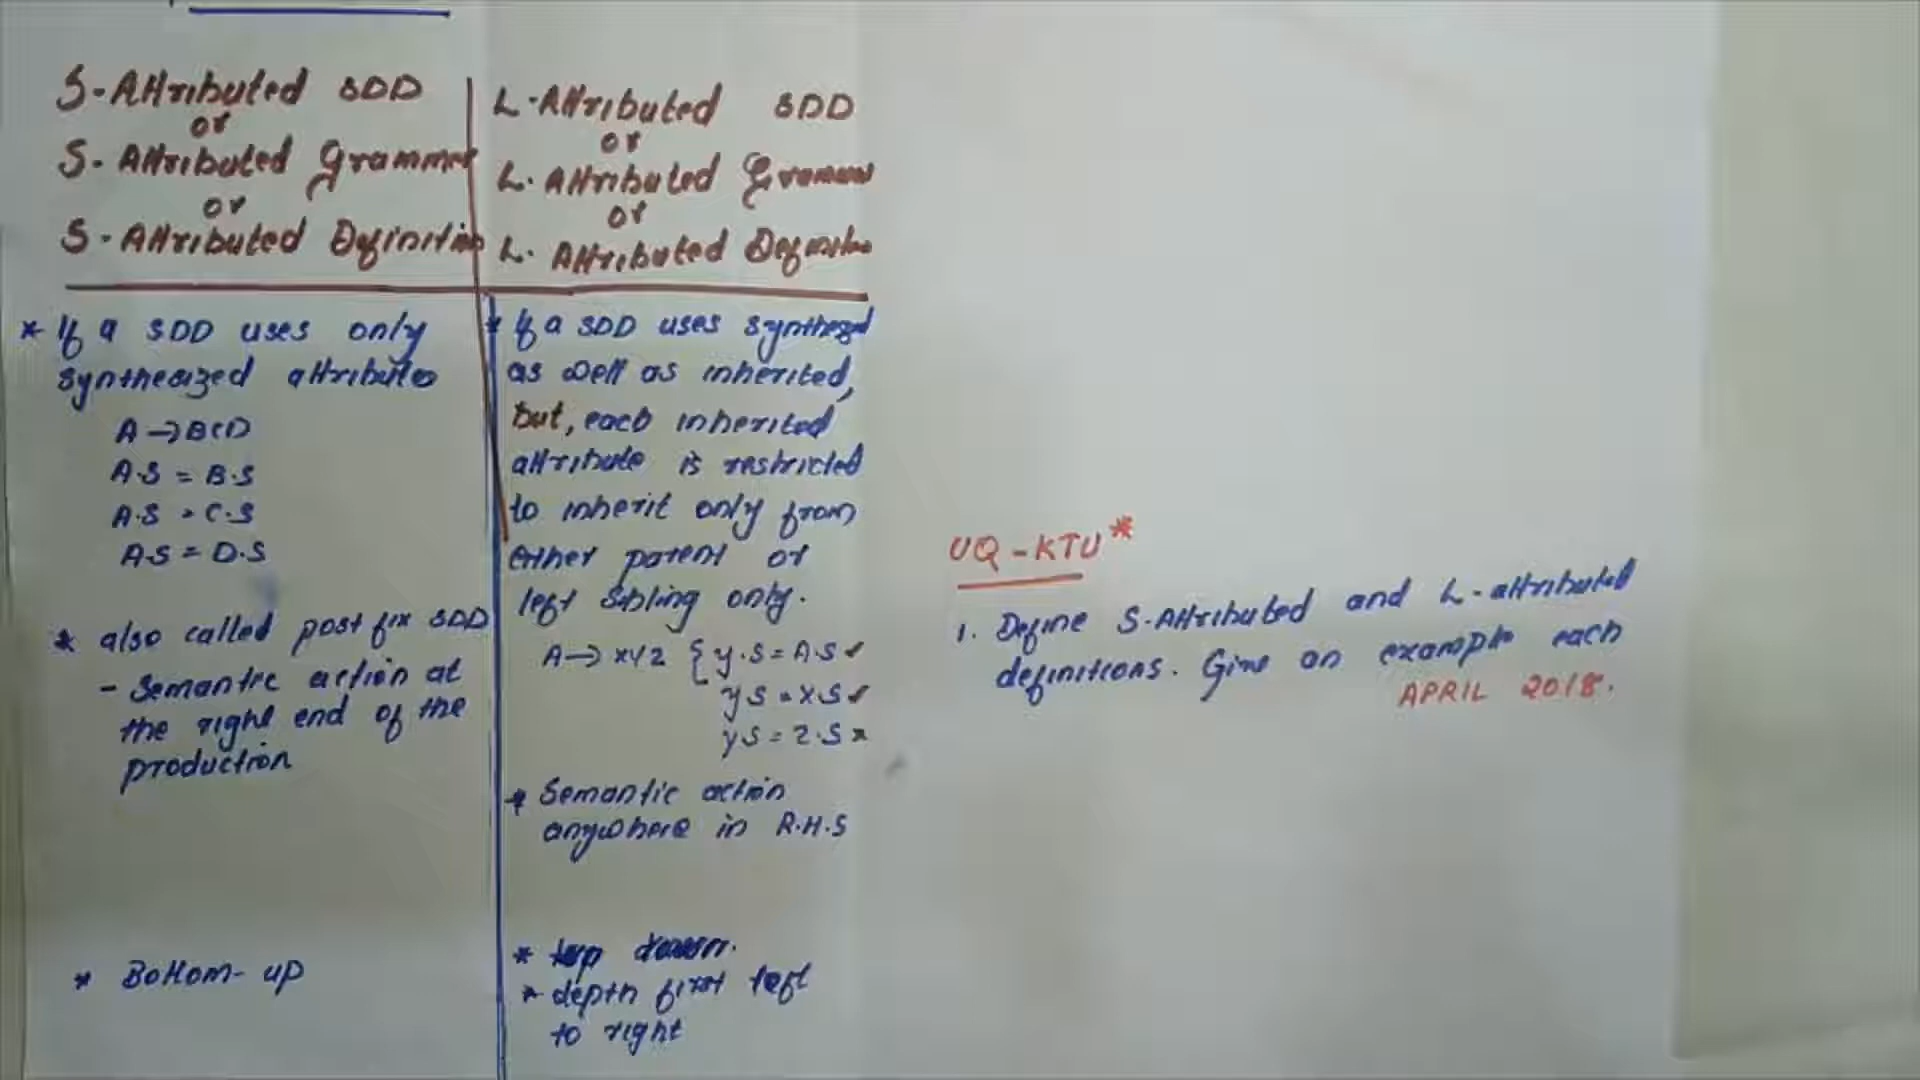 S-Attributed SDD
or
S-Attributed Grammer
or
S-Attributed Definition
* If a SDD uses only
synthesized attributes
A → BCD
A.S = B.S
A.S = C.S
A.S = D.S
* also called postfix SDD
- Semantic action at
the right end of the
production
* Bottom-up
L-Attributed SDD
or
L-Attributed Grammer
or
L-Attributed Definition
* If a SDD uses synthesized
as well as inherited,
but, each inherited
attribute is restricted
to inherit only from
either parent or
left sibling only.
A → XYZ { Y.S = A.S ✓
Y.S = X.S ✓
Y.S = Z.S ×
* Semantic action
anywhere in R.H.S
* top down.
* depth first left
to right
UQ - KTU *
1. Define S-Attributed and L-attributed
definitions. Give an example each
APRIL 2018.